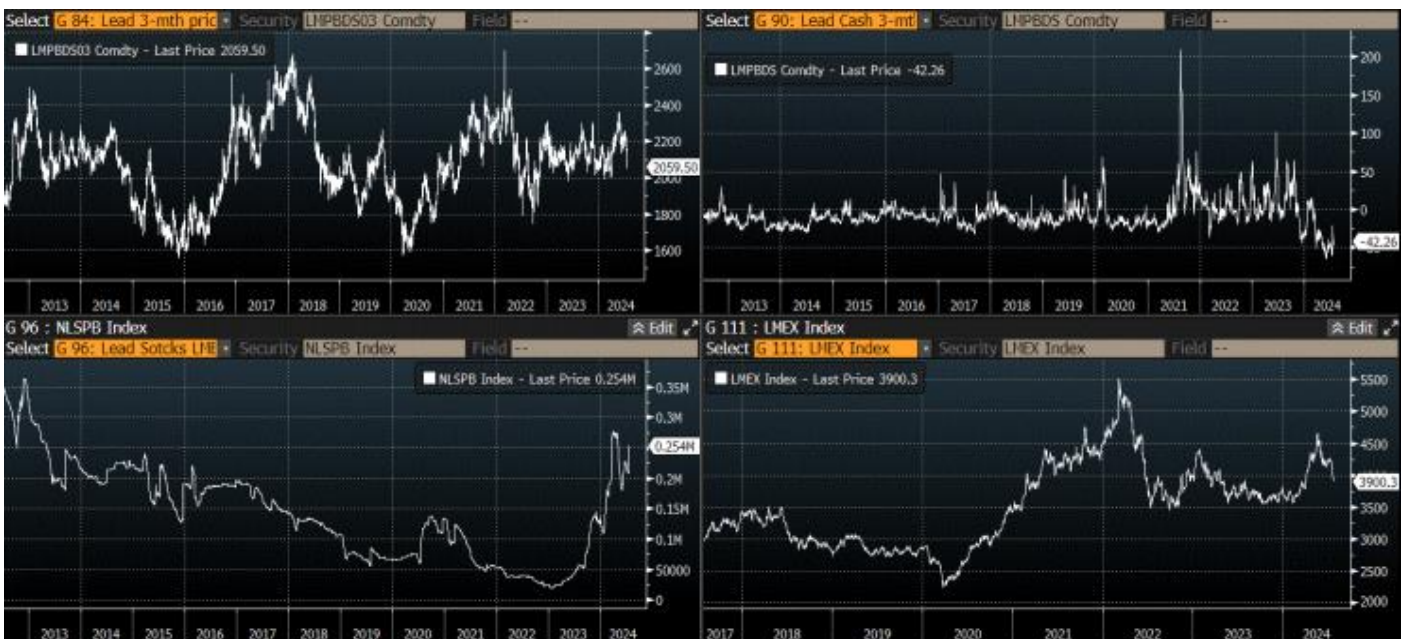 Select G 84: Lead 3-mth pric Security LMPBDS03 Comdty Field --
LMPBDS03 Comdty - Last Price 2059.50
2600
2400
2200
2059.50
2000
1800
1600
2013 2014 2015 2016 2017 2018 2019 2020 2021 2022 2023 2024
Select G 90: Lead Cash 3-mtl Security LMPBDS Comdty Field --
LMPBDS Comdty - Last Price -42.26
200
150
100
50
0
-42.26
2013 2014 2015 2016 2017 2018 2019 2020 2021 2022 2023 2024
G 96 : NLSPB Index Edit
Select G 96: Lead Sotcks LME Security NLSPB Index Field --
NLSPB Index - Last Price 0.254M
0.35M
0.3M
0.254M
0.2M
0.15M
0.1M
50000
0
2013 2014 2015 2016 2017 2018 2019 2020 2021 2022 2023 2024
G 111 : LMEX Index Edit
Select G 111: LMEX Index Security LMEX Index Field --
LMEX Index - Last Price 3900.3
5500
5000
4500
3900.3
3500
3000
2500
2000
2017 2018 2019 2020 2021 2022 2023 2024